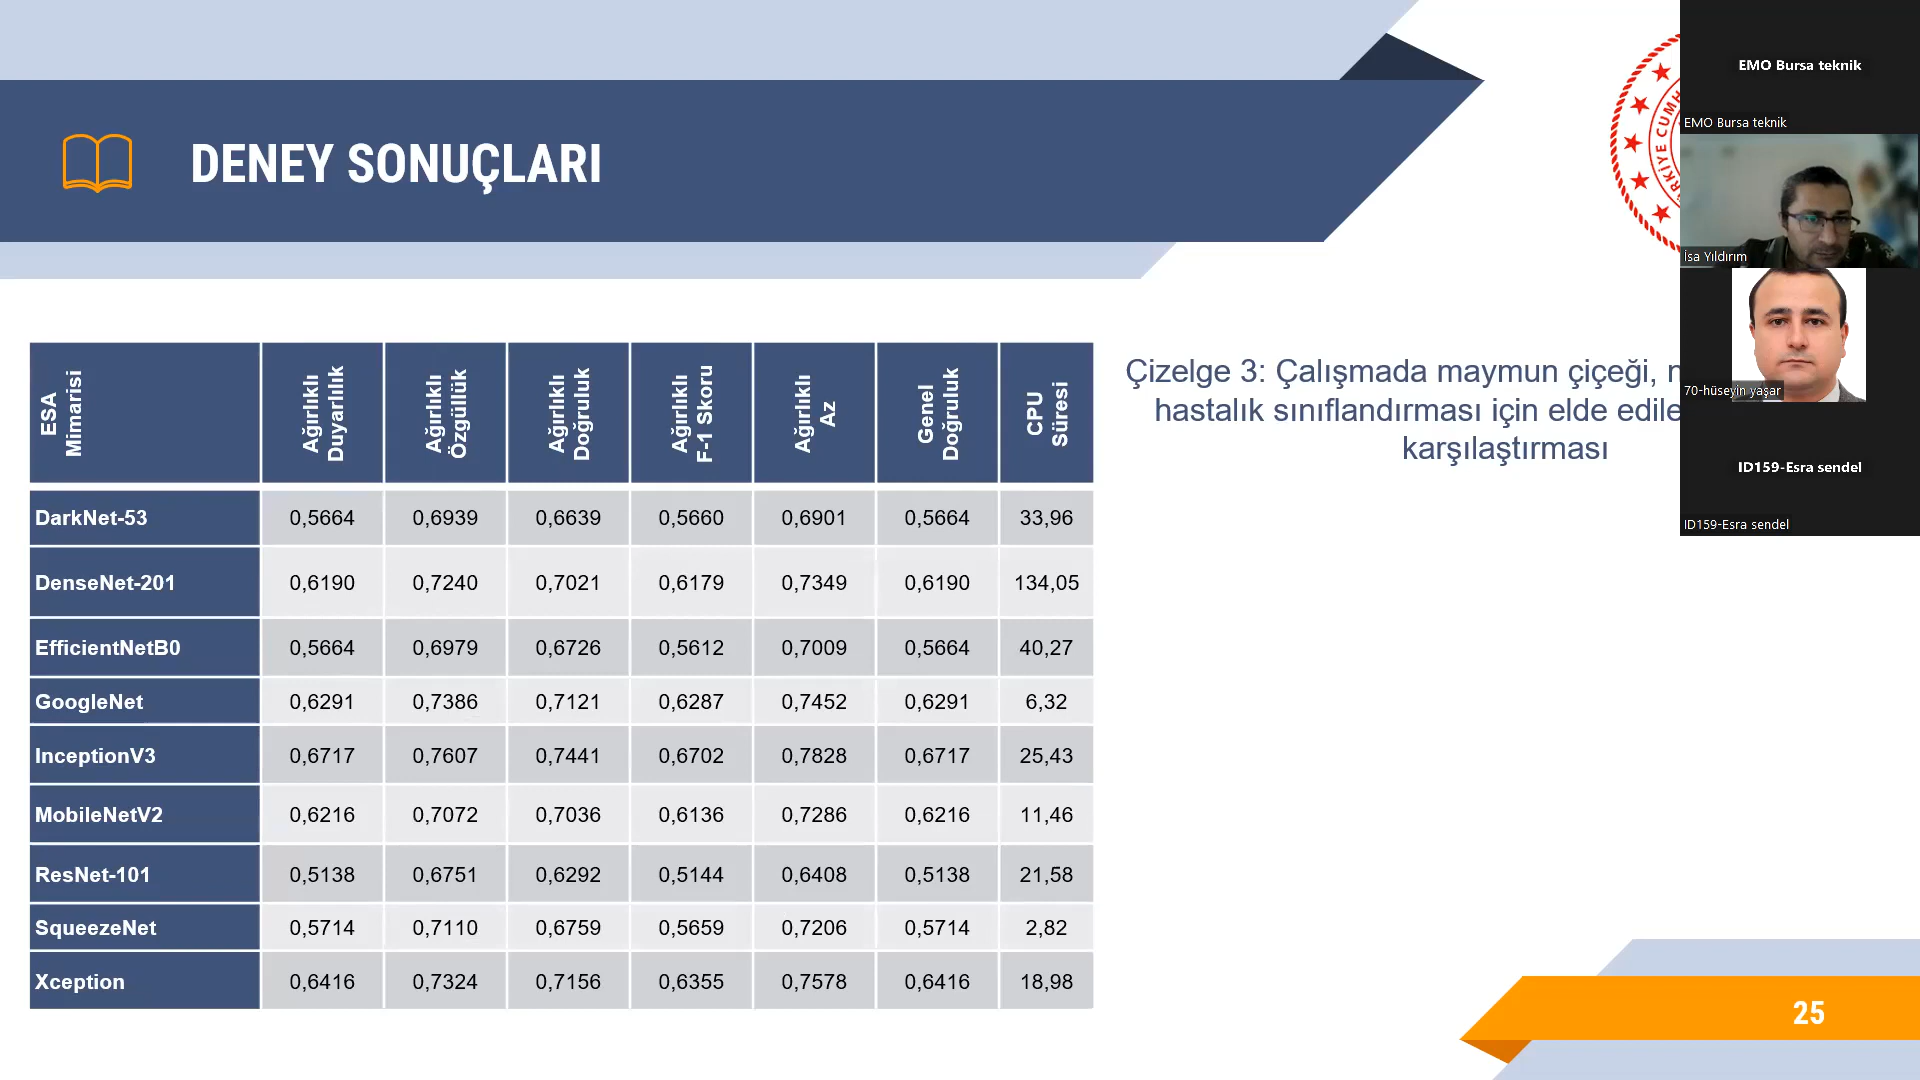 DENEY SONUÇLARI
ESA Mimarisi
Ağırlıklı Duyarlılık
Ağırlıklı Özgüllük
Ağırlıklı Doğruluk
Ağırlıklı F-1 Skoru
Ağırlıklı Az
Genel Doğruluk
CPU Süresi
DarkNet-53 0,5664 0,6939 0,6639 0,5660 0,6901 0,5664 33,96
DenseNet-201 0,6190 0,7240 0,7021 0,6179 0,7349 0,6190 134,05
EfficientNetB0 0,5664 0,6979 0,6726 0,5612 0,7009 0,5664 40,27
GoogleNet 0,6291 0,7386 0,7121 0,6287 0,7452 0,6291 6,32
InceptionV3 0,6717 0,7607 0,7441 0,6702 0,7828 0,6717 25,43
MobileNetV2 0,6216 0,7072 0,7036 0,6136 0,7286 0,6216 11,46
ResNet-101 0,5138 0,6751 0,6292 0,5144 0,6408 0,5138 21,58
SqueezeNet 0,5714 0,7110 0,6759 0,5659 0,7206 0,5714 2,82
Xception 0,6416 0,7324 0,7156 0,6355 0,7578 0,6416 18,98
Çizelge 3: Çalışmada maymun çiçeği,
hastalık sınıflandırması için elde
karşılaştırması
EMO Bursa teknik
EMO Bursa teknik
İsa Yıldırım
70-hüseyin yaşar
ID159-Esra sendel
ID159-Esra sendel
25